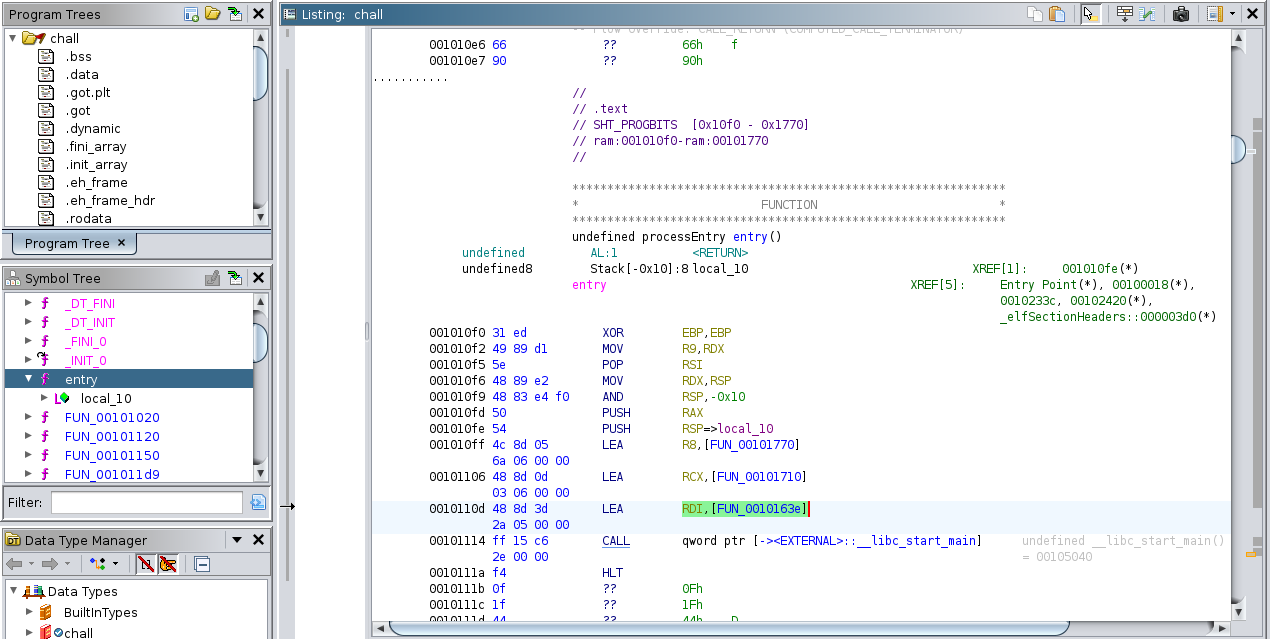 Program Trees
chall
.bss
.data
.got.plt
.got
.dynamic
.fini_array
.init_array
.eh_frame
.eh_frame_hdr
.rodata
Program Tree ×
Symbol Tree
f _DT_FINI
f _DT_INIT
f _FINI_0
f _INIT_0
f entry
L local_10
f FUN_00101020
f FUN_00101120
f FUN_00101150
f FUN_001011d9
Filter:
Data Type Manager
Data Types
BuiltInTypes
chall
Listing: chall
-- Flow Override: CALL_RETURN (COMPUTED_CALL_TERMINATOR)
001010e6 66 ?? 66h f
001010e7 90 ?? 90h
...........
//
// .text
// SHT_PROGBITS [0x10f0 - 0x1770]
// ram:001010f0-ram:00101770
//
**************************************************************
* FUNCTION *
**************************************************************
undefined processEntry entry()
undefined AL:1 <RETURN>
undefined8 Stack[-0x10]:8 local_10 XREF[1]: 001010fe(*)
entry XREF[5]: Entry Point(*), 00100018(*),
0010233c, 00102420(*),
_elfSectionHeaders::000003d0(*)
001010f0 31 ed XOR EBP,EBP
001010f2 49 89 d1 MOV R9,RDX
001010f5 5e POP RSI
001010f6 48 89 e2 MOV RDX,RSP
001010f9 48 83 e4 f0 AND RSP,-0x10
001010fd 50 PUSH RAX
001010fe 54 PUSH RSP=>local_10
001010ff 4c 8d 05 LEA R8,[FUN_00101770]
6a 06 00 00
00101106 48 8d 0d LEA RCX,[FUN_00101710]
03 06 00 00
0010110d 48 8d 3d LEA RDI,[FUN_0010163e]
2a 05 00 00
00101114 ff 15 c6 CALL qword ptr [-><EXTERNAL>::__libc_start_main] undefined __libc_start_main()
2e 00 00 = 00105040
0010111a f4 HLT
0010111b 0f ?? 0Fh
0010111c 1f ?? 1Fh
0010111d 44 ?? 44h D